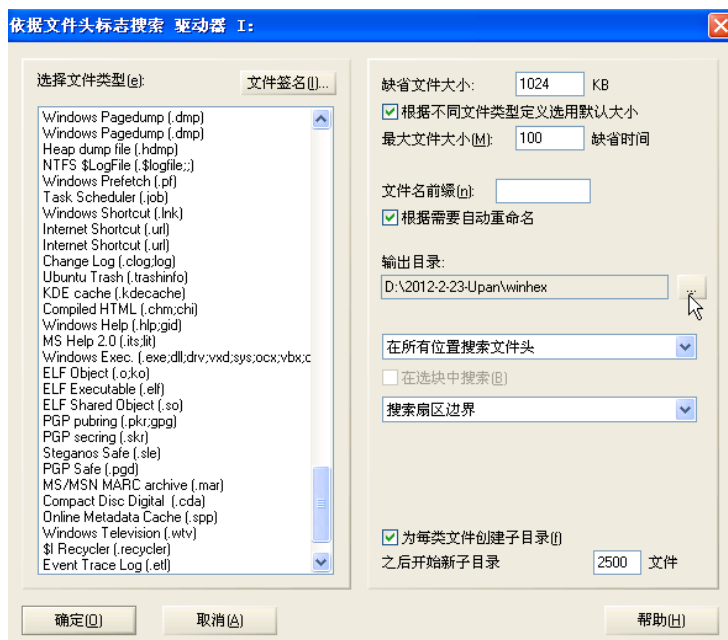 依据文件头标志搜索 驱动器 I:
选择文件类型(e):
文件签名(I)...
Windows Pagedump (.dmp)
Windows Pagedump (.dmp)
Heap dump file (.hdmp)
NTFS $LogFile (.$logfile;;)
Windows Prefetch (.pf)
Task Scheduler (.job)
Windows Shortcut (.lnk)
Internet Shortcut (.url)
Internet Shortcut (.url)
Change Log (.clog;log)
Ubuntu Trash (.trashinfo)
KDE cache (.kdecache)
Compiled HTML (.chm;chi)
Windows Help (.hlp;gid)
MS Help 2.0 (.its;lit)
Windows Exec. (.exe;dll;drv;vxd;sys;ocx;vbx;c
ELF Object (.o;ko)
ELF Executable (.elf)
ELF Shared Object (.so)
PGP pubring (.pkr;gpg)
PGP secring (.skr)
Steganos Safe (.sle)
PGP Safe (.pgd)
MS/MSN MARC archive (.mar)
Compact Disc Digital (.cda)
Online Metadata Cache (.spp)
Windows Television (.wtv)
$I Recycler (.recycler)
Event Trace Log (.etl)
缺省文件大小: 1024 KB
根据不同文件类型定义选用默认大小
最大文件大小(M): 100 缺省时间
文件名前缀(n):
根据需要自动重命名
输出目录:
D:\2012-2-23-Upan\winhex
...
在所有位置搜索文件头
在选块中搜索(B)
搜索扇区边界
为每类文件创建子目录(f)
之后开始新子目录 2500 文件
确定(O)
取消(A)
帮助(H)